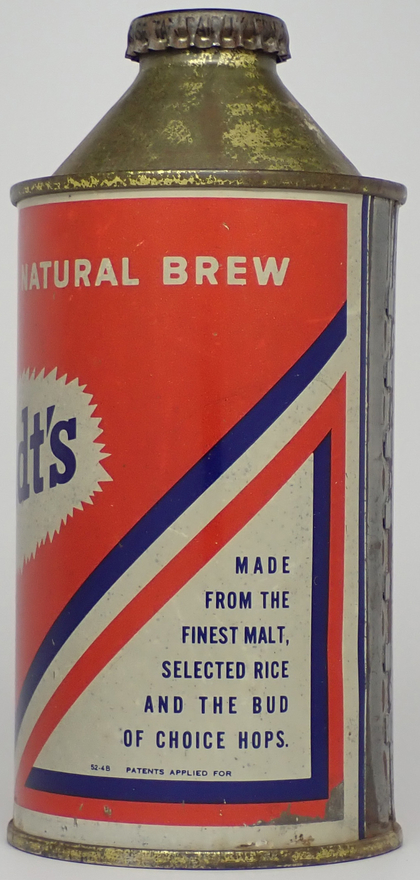 NATURAL BREW
dt's
MADE
FROM THE
FINEST MALT,
SELECTED RICE
AND THE BUD
OF CHOICE HOPS.
52-4B PATENTS APPLIED FOR